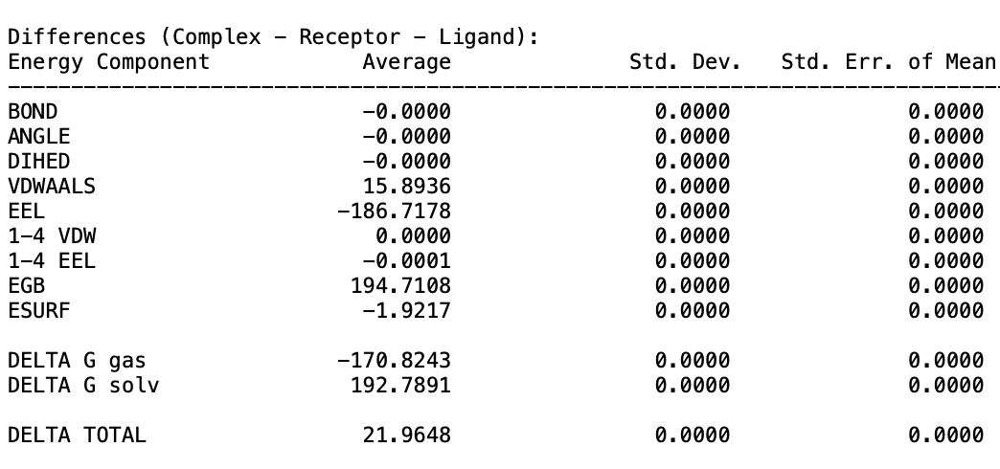 Differences (Complex - Receptor - Ligand):
Energy Component            Average              Std. Dev.   Std. Err. of Mean
-------------------------------------------------------------------------------
BOND                        -0.0000                0.0000              0.0000
ANGLE                       -0.0000                0.0000              0.0000
DIHED                       -0.0000                0.0000              0.0000
VDWAALS                     15.8936                0.0000              0.0000
EEL                       -186.7178                0.0000              0.0000
1-4 VDW                      0.0000                0.0000              0.0000
1-4 EEL                     -0.0001                0.0000              0.0000
EGB                        194.7108                0.0000              0.0000
ESURF                       -1.9217                0.0000              0.0000
DELTA G gas               -170.8243                0.0000              0.0000
DELTA G solv               192.7891                0.0000              0.0000
DELTA TOTAL                 21.9648                0.0000              0.0000